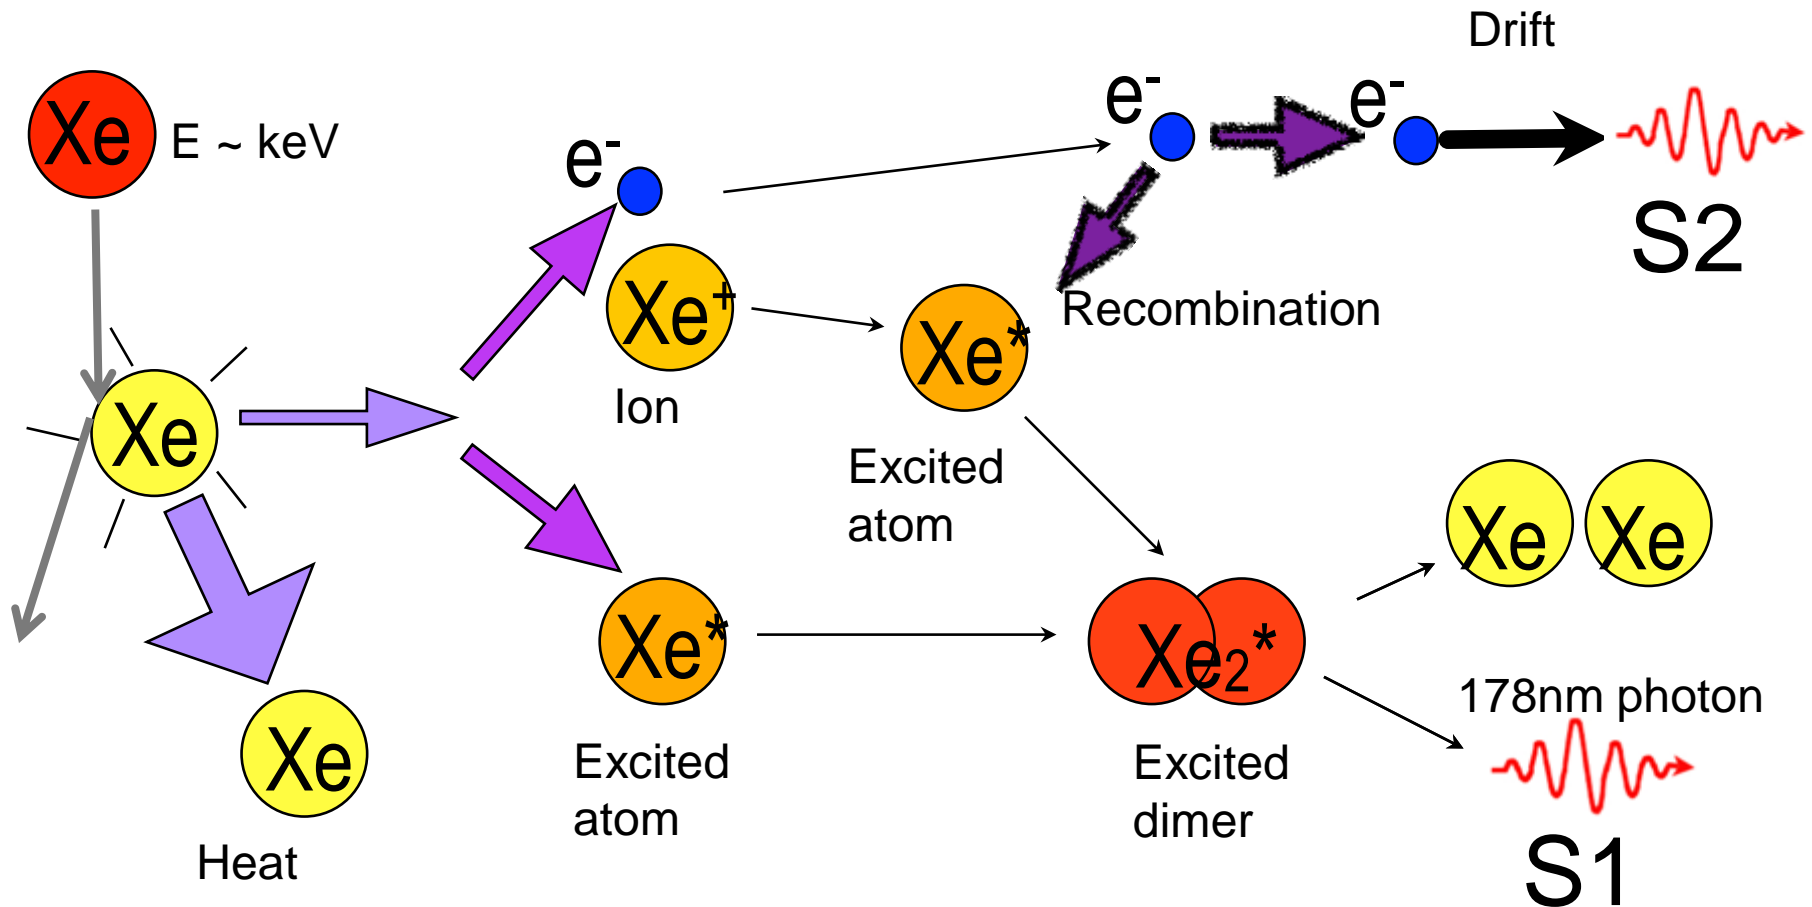 Drift
Xe
E ~ keV
e⁻
e⁻
e⁻
S2
Xe⁺
Recombination
Xe*
Ion
Xe
Excited
atom
Xe Xe
Xe*
Xe₂*
178nm photon
Xe
Excited
atom
Excited
dimer
Heat
S1